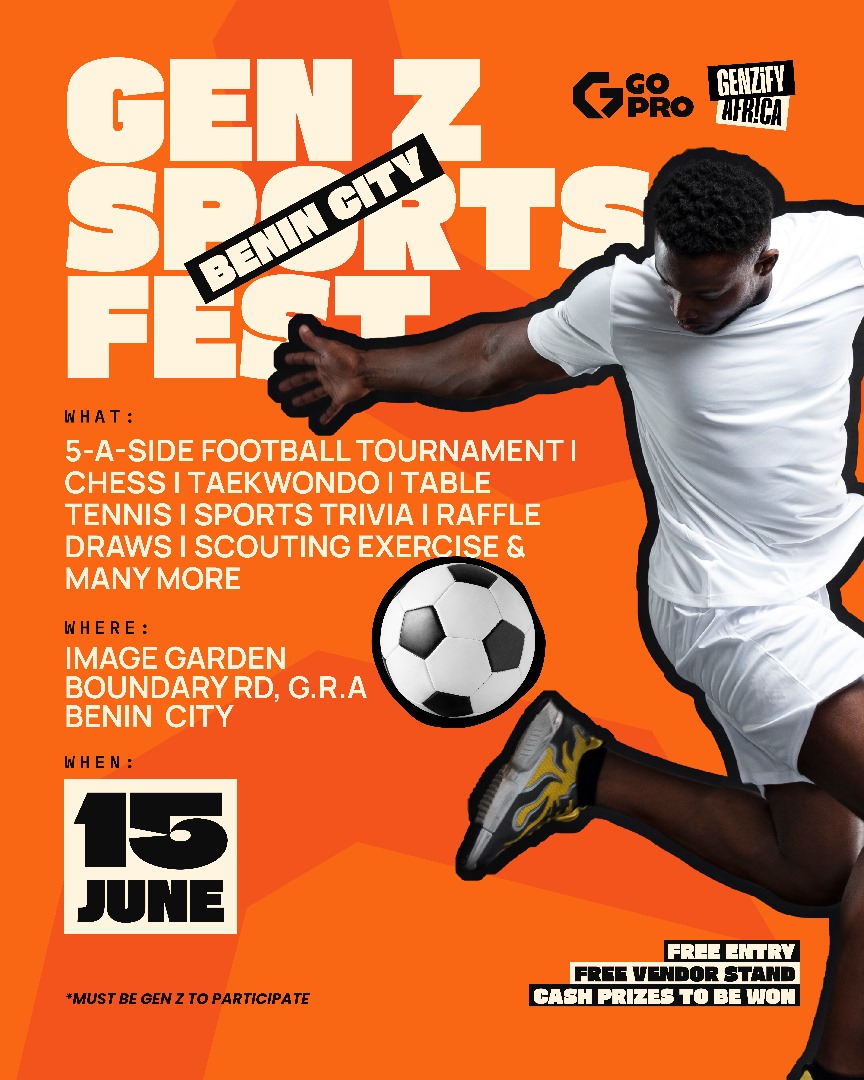 GEN Z
SPORTS
FEST
BENIN CITY
GO
PRO
GENZiFY
AFR!CA
WHAT:
5-A-SIDE FOOTBALL TOURNAMENT |
CHESS | TAEKWONDO | TABLE
TENNIS | SPORTS TRIVIA | RAFFLE
DRAWS | SCOUTING EXERCISE &
MANY MORE
WHERE:
IMAGE GARDEN
BOUNDARY RD, G.R.A
BENIN CITY
WHEN:
15
JUNE
*MUST BE GEN Z TO PARTICIPATE
FREE ENTRY
FREE VENDOR STAND
CASH PRIZES TO BE WON